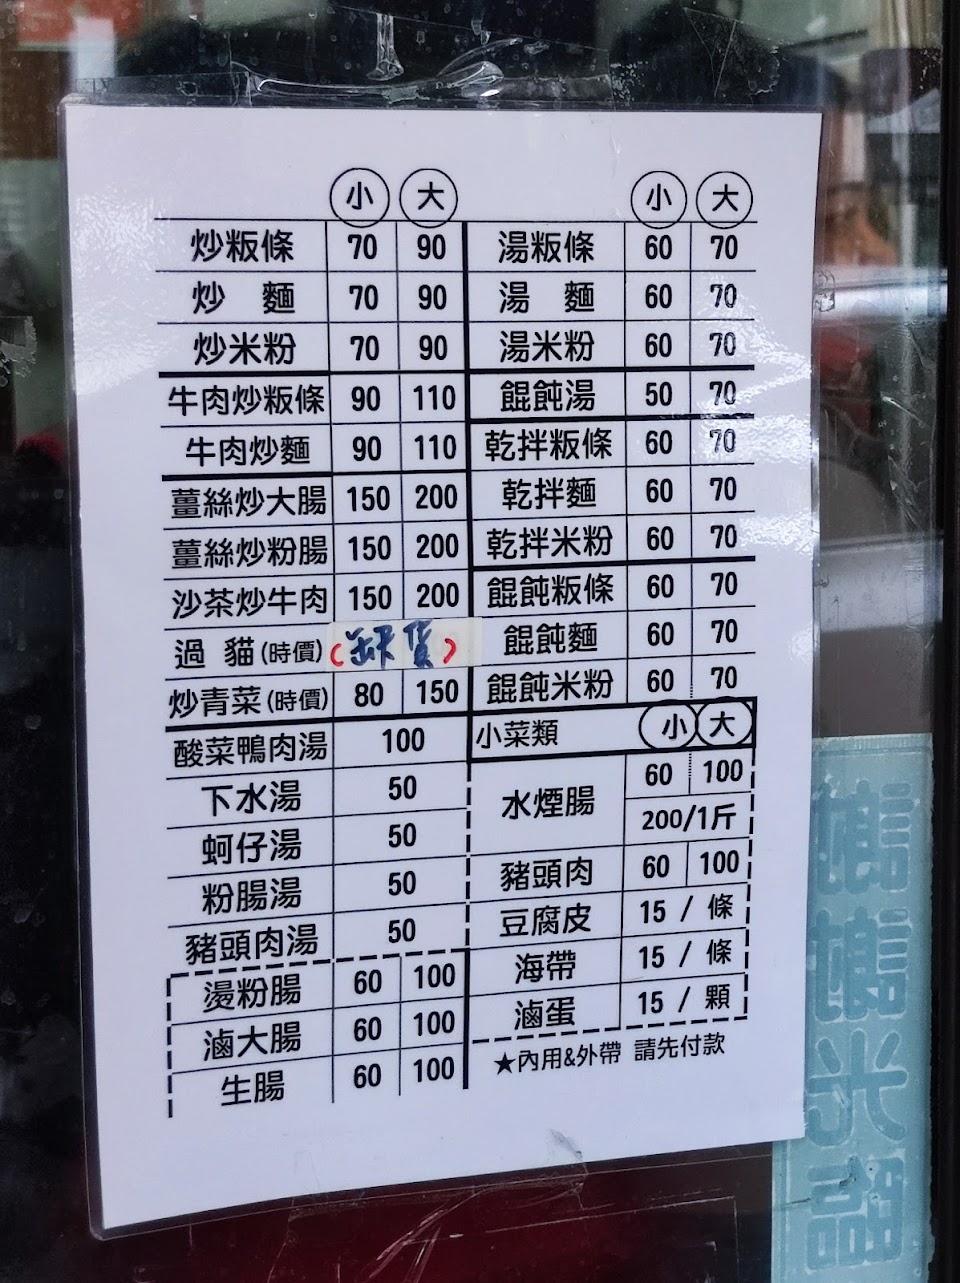 小 大
炒粄條 70 90
炒 麵 70 90
炒米粉 70 90
牛肉炒粄條 90 110
牛肉炒麵 90 110
薑絲炒大腸 150 200
薑絲炒粉腸 150 200
沙茶炒牛肉 150 200
過 貓(時價) (缺貨)
炒青菜(時價) 80 150
酸菜鴨肉湯 100
下水湯 50
蚵仔湯 50
粉腸湯 50
豬頭肉湯 50
燙粉腸 60 100
滷大腸 60 100
生腸 60 100
小 大
湯粄條 60 70
湯 麵 60 70
湯米粉 60 70
餛飩湯 50 70
乾拌粄條 60 70
乾拌麵 60 70
乾拌米粉 60 70
餛飩粄條 60 70
餛飩麵 60 70
餛飩米粉 60 70
小菜類 小 大
水煙腸 60 100
200/1斤
豬頭肉 60 100
豆腐皮 15 / 條
海帶 15 / 條
滷蛋 15 / 顆
★內用&外帶 請先付款